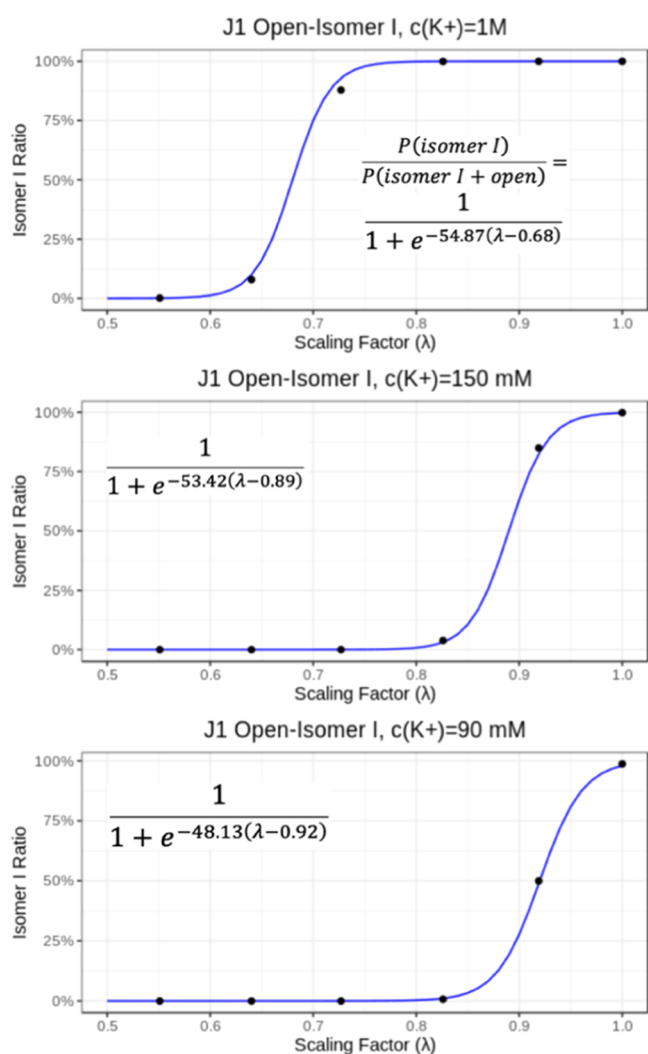 J1 Open-Isomer I, c(K+)=1M
100%
75%
50%
25%
0%
Isomer I Ratio
P(isomer I)
P(isomer I + open) =
1
1 + e^−54.87(λ−0.68)
0.5 0.6 0.7 0.8 0.9 1.0
Scaling Factor (λ)
J1 Open-Isomer I, c(K+)=150 mM
100%
75%
50%
25%
0%
Isomer I Ratio
1
1 + e^−53.42(λ−0.89)
0.5 0.6 0.7 0.8 0.9 1.0
Scaling Factor (λ)
J1 Open-Isomer I, c(K+)=90 mM
100%
75%
50%
25%
0%
Isomer I Ratio
1
1 + e^−48.13(λ−0.92)
0.5 0.6 0.7 0.8 0.9 1.0
Scaling Factor (λ)